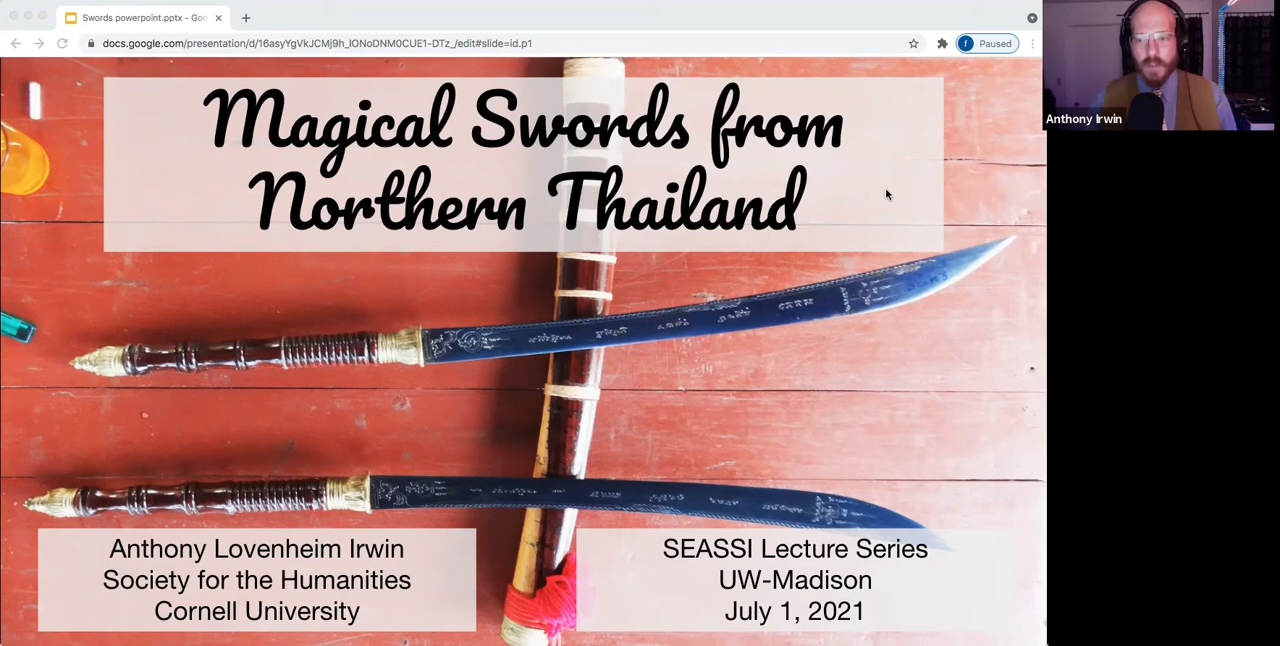 Swords powerpoint.pptx - Goo
docs.google.com/presentation/d/16asyYgVkJCMj9h_lONoDNM0CUE1-DTz_/edit#slide=id.p1
f Paused
Anthony Irwin
Magical Swords from
Northern Thailand
Anthony Lovenheim Irwin
Society for the Humanities
Cornell University
SEASSI Lecture Series
UW-Madison
July 1, 2021